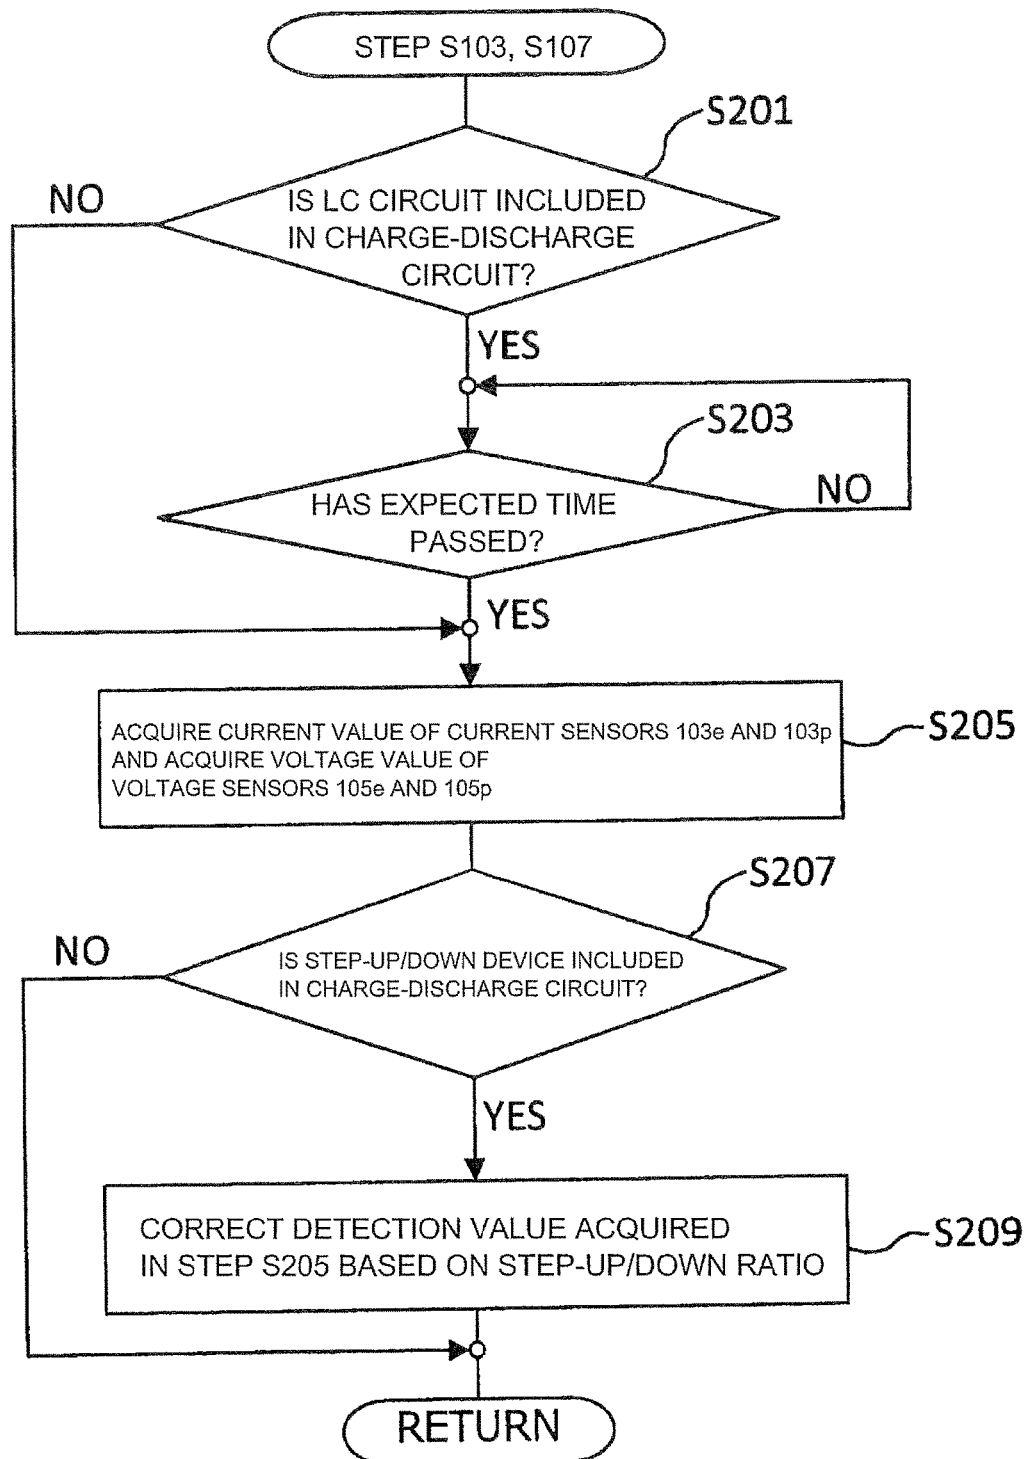 STEP S103, S107
S201
NO
IS LC CIRCUIT INCLUDED
IN CHARGE-DISCHARGE
CIRCUIT?
YES
S203
HAS EXPECTED TIME
PASSED?
NO
YES
ACQUIRE CURRENT VALUE OF CURRENT SENSORS 103e AND 103p
AND ACQUIRE VOLTAGE VALUE OF
VOLTAGE SENSORS 105e AND 105p
S205
S207
NO
IS STEP-UP/DOWN DEVICE INCLUDED
IN CHARGE-DISCHARGE CIRCUIT?
YES
CORRECT DETECTION VALUE ACQUIRED
IN STEP S205 BASED ON STEP-UP/DOWN RATIO
S209
RETURN